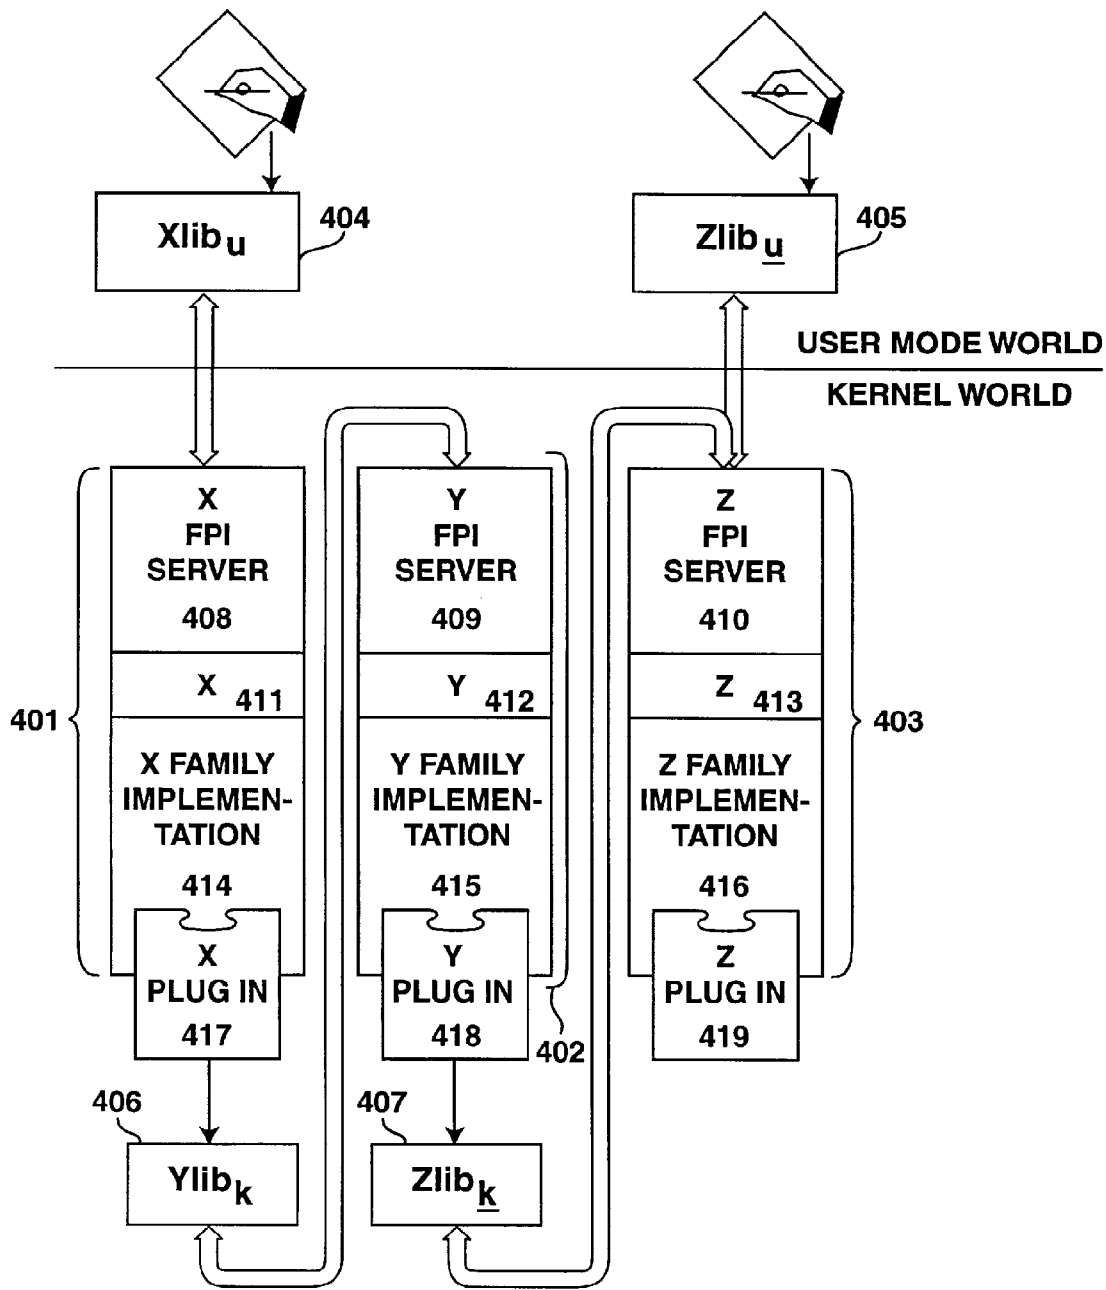 Xlibu
404
Zlibu
405
USER MODE WORLD
KERNEL WORLD
401
X
FPI
SERVER
408
X 411
X FAMILY
IMPLEMEN-
TATION
414
X
PLUG IN
417
Y
FPI
SERVER
409
Y 412
Y FAMILY
IMPLEMEN-
TATION
415
Y
PLUG IN
418
402
Z
FPI
SERVER
410
Z 413
Z FAMILY
IMPLEMEN-
TATION
416
Z
PLUG IN
419
403
406
Ylibk
407
Zlibk